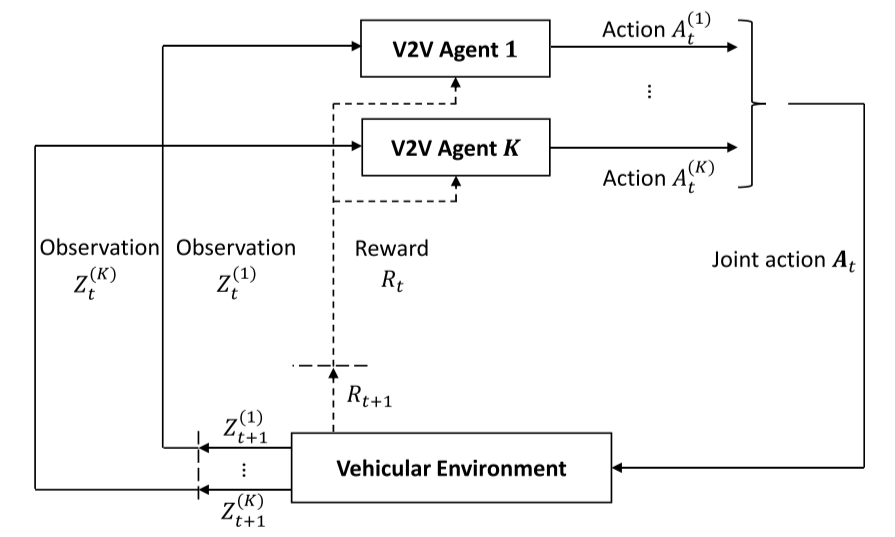 V2V Agent 1
Action $A_t^{(1)}$
⋮
V2V Agent $K$
Action $A_t^{(K)}$
Observation
$Z_t^{(K)}$
Observation
$Z_t^{(1)}$
Reward
$R_t$
Joint action $\boldsymbol{A}_t$
$R_{t+1}$
$Z_{t+1}^{(1)}$
⋮
$Z_{t+1}^{(K)}$
Vehicular Environment